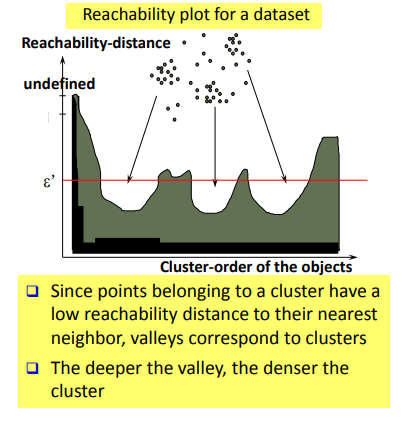 Reachability plot for a dataset
Reachability-distance
undefined
ε’
Cluster-order of the objects
Since points belonging to a cluster have a
low reachability distance to their nearest
neighbor, valleys correspond to clusters
The deeper the valley, the denser the
cluster